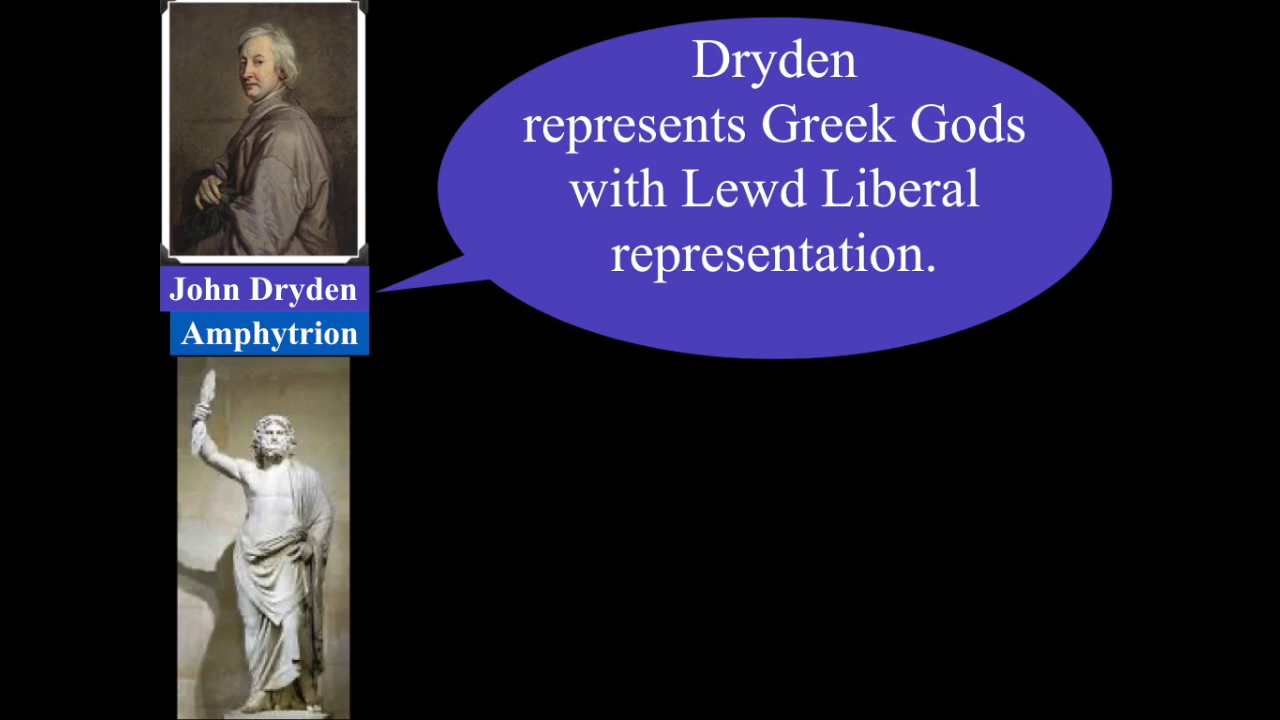 Dryden
represents Greek Gods
with Lewd Liberal
representation.
John Dryden
Amphytrion